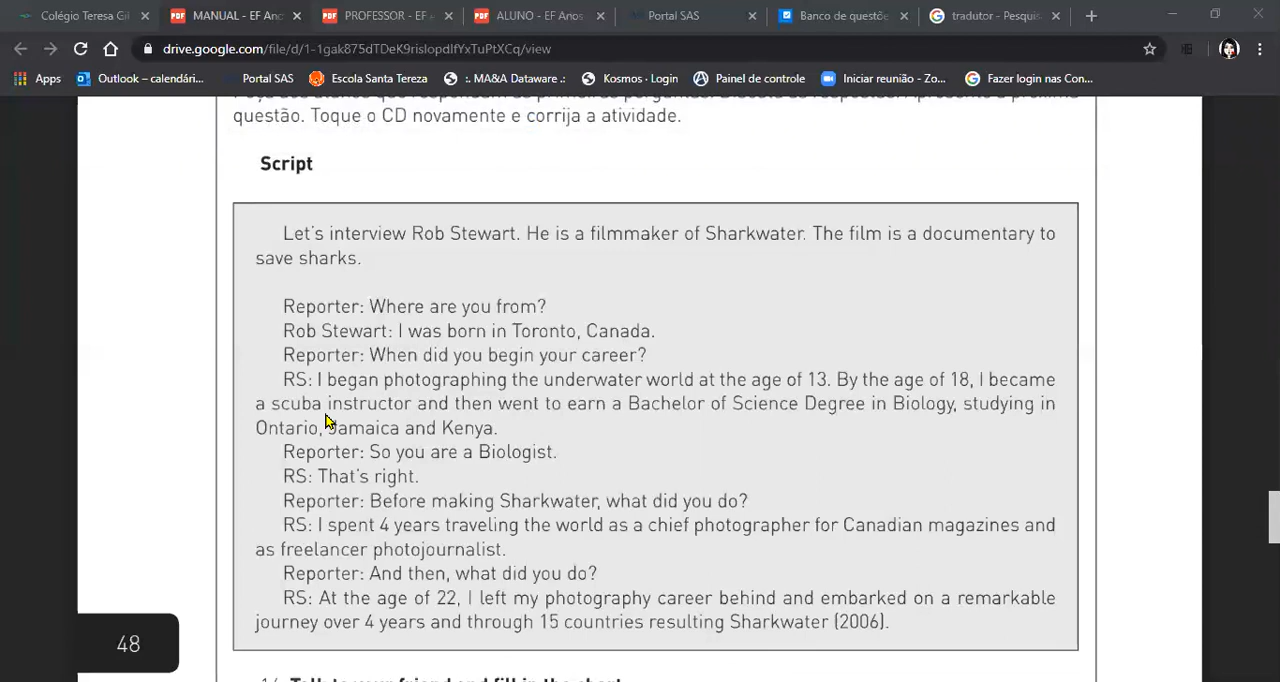 Colégio Teresa Gil
MANUAL - EF Ano
PROFESSOR - EF
ALUNO - EF Anos
Portal SAS
Banco de questõe
tradutor - Pesquis
drive.google.com/file/d/1-1gak875dTDeK9rislopdlfYxTuPtXCq/view
Apps
Outlook – calendári...
Portal SAS
Escola Santa Tereza
:. MA&A Dataware .:
Kosmos · Login
Painel de controle
Iniciar reunião - Zo...
Fazer login nas Con...
questão. Toque o CD novamente e corrija a atividade.
Script
Let's interview Rob Stewart. He is a filmmaker of Sharkwater. The film is a documentary to
save sharks.
Reporter: Where are you from?
Rob Stewart: I was born in Toronto, Canada.
Reporter: When did you begin your career?
RS: I began photographing the underwater world at the age of 13. By the age of 18, I became
a scuba instructor and then went to earn a Bachelor of Science Degree in Biology, studying in
Ontario, Jamaica and Kenya.
Reporter: So you are a Biologist.
RS: That's right.
Reporter: Before making Sharkwater, what did you do?
RS: I spent 4 years traveling the world as a chief photographer for Canadian magazines and
as freelancer photojournalist.
Reporter: And then, what did you do?
RS: At the age of 22, I left my photography career behind and embarked on a remarkable
journey over 4 years and through 15 countries resulting Sharkwater (2006).
48
Talk to your friend and fill in the chart